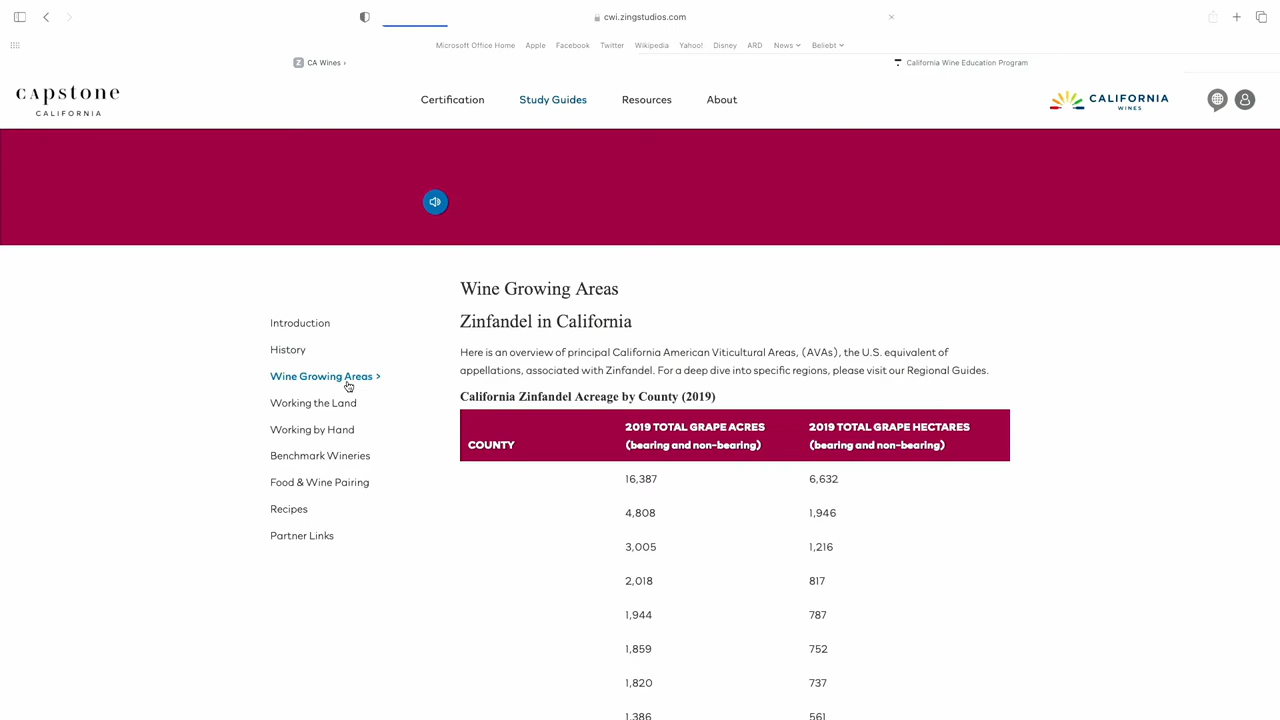 cwi.zingstudios.com
Microsoft Office Home Apple Facebook Twitter Wikipedia Yahoo! Disney ARD News Beliebt
Z CA Wines ›
California Wine Education Program
capstone
CALIFORNIA
Certification Study Guides Resources About
CALIFORNIA
WINES
Introduction
History
Wine Growing Areas >
Working the Land
Working by Hand
Benchmark Wineries
Food & Wine Pairing
Recipes
Partner Links
Wine Growing Areas
Zinfandel in California
Here is an overview of principal California American Viticultural Areas, (AVAs), the U.S. equivalent of
appellations, associated with Zinfandel. For a deep dive into specific regions, please visit our Regional Guides.
California Zinfandel Acreage by County (2019)
COUNTY 2019 TOTAL GRAPE ACRES (bearing and non-bearing) 2019 TOTAL GRAPE HECTARES (bearing and non-bearing)
16,387 6,632
4,808 1,946
3,005 1,216
2,018 817
1,944 787
1,859 752
1,820 737
1,386 561